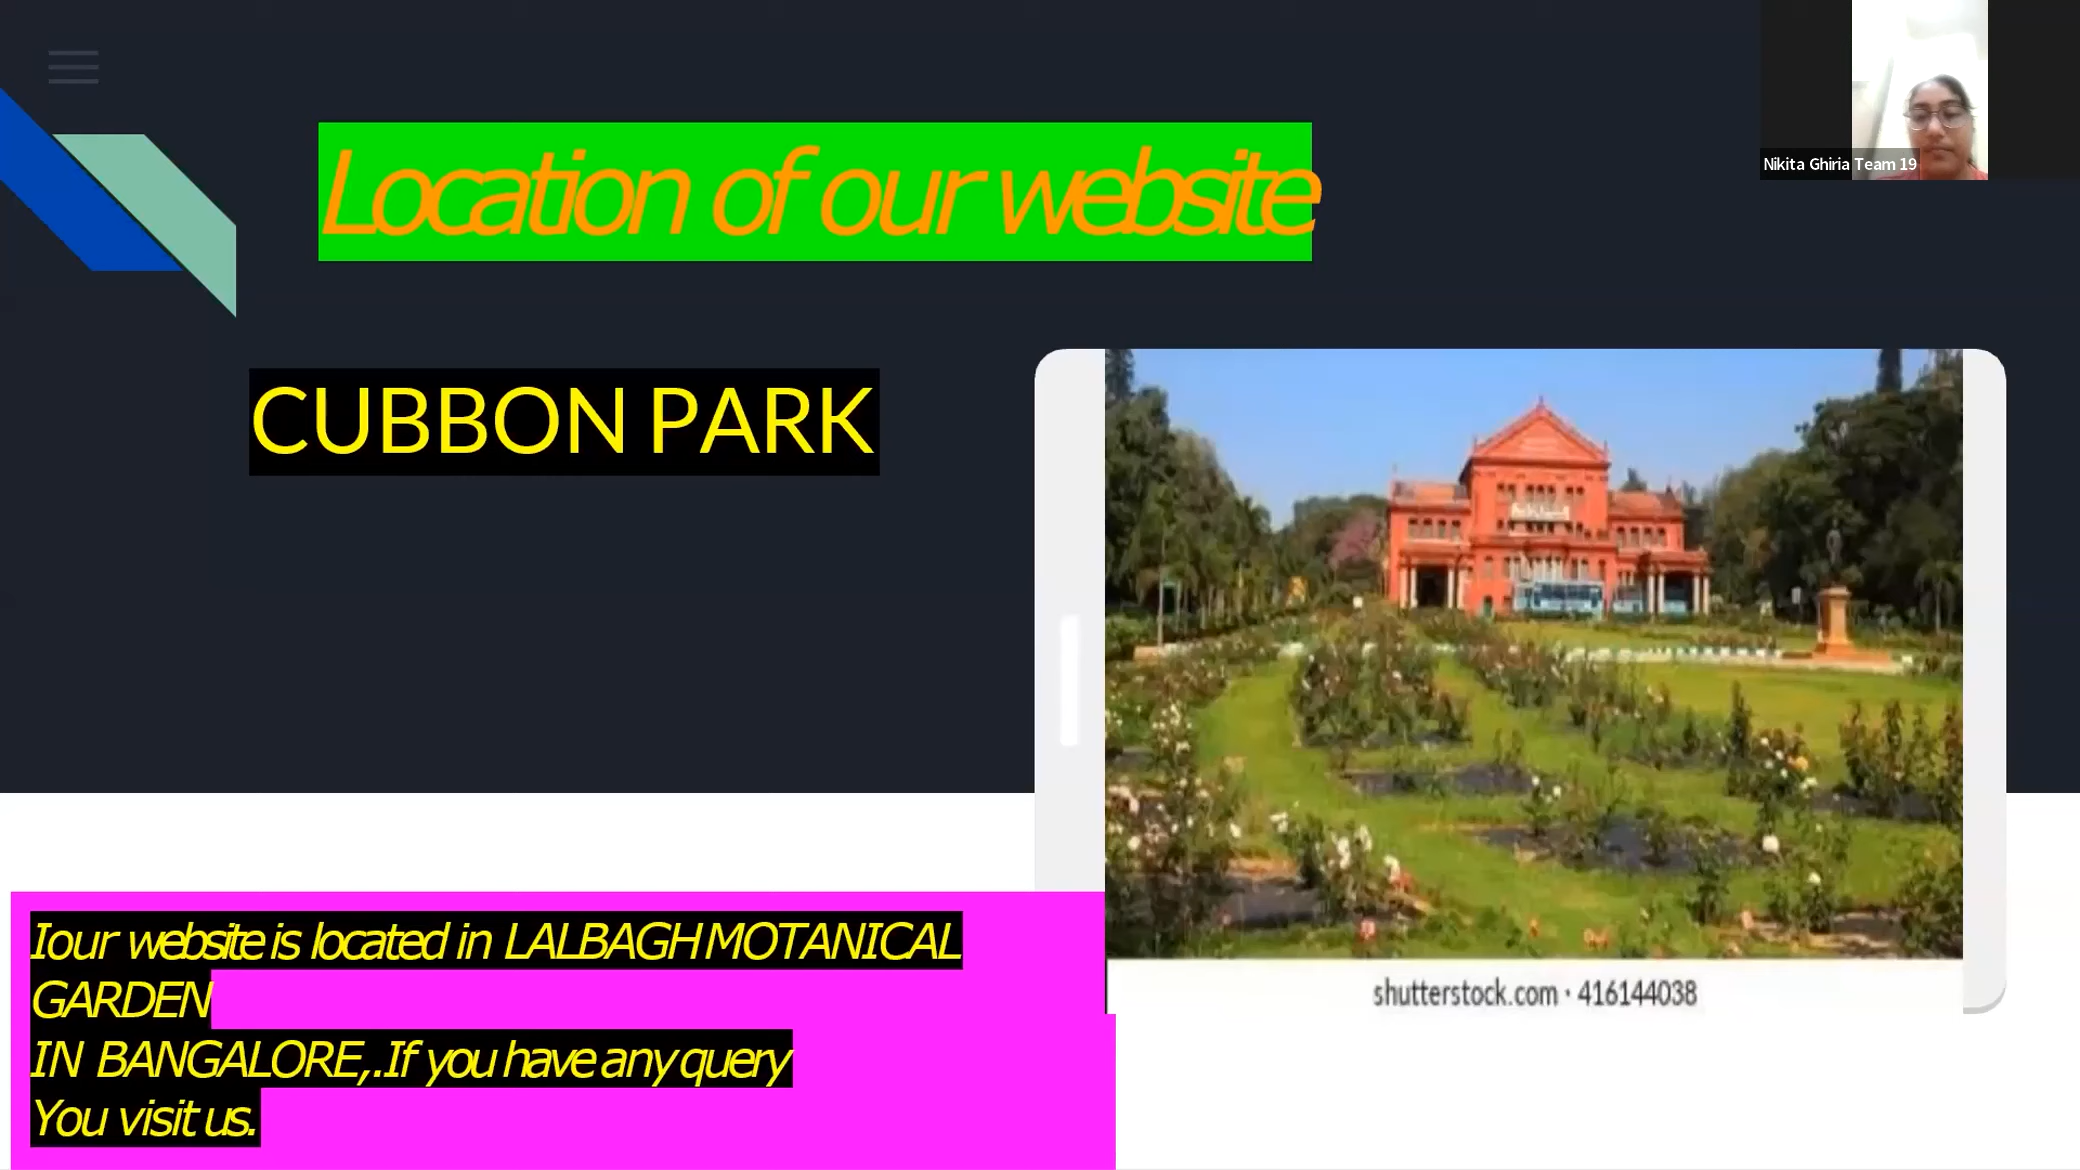 Location of our website
Nikita Ghiria Team 19
CUBBON PARK
shutterstock.com · 416144038
Iour website is located in LALBAGH MOTANICAL
GARDEN
IN BANGALORE,.If you have any query
You visit us.